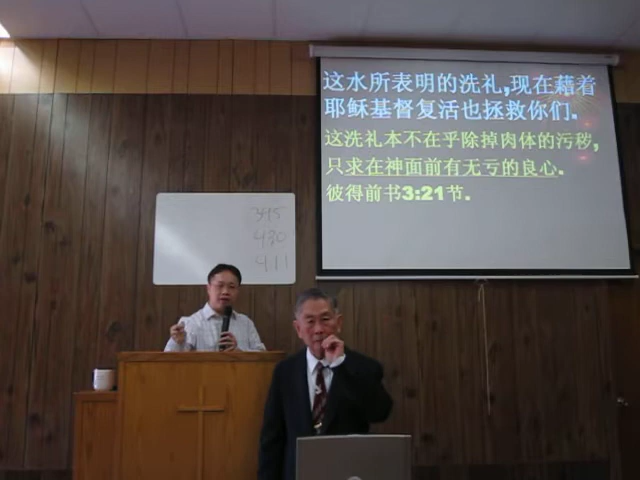 这水所表明的洗礼,现在藉着
耶稣基督复活也拯救你们.
这洗礼本不在乎除掉肉体的污秽,
只求在神面前有无亏的良心.
彼得前书3:21节.
345
430
411